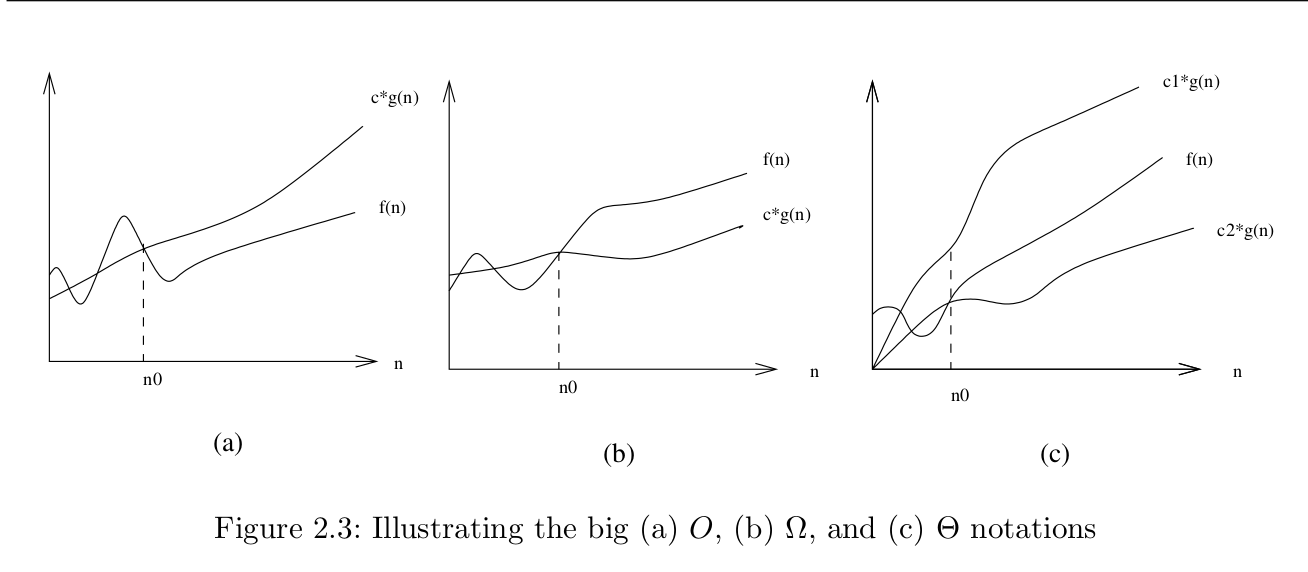 c*g(n)
f(n)
n
n0
(a)
f(n)
c*g(n)
n
n0
(b)
c1*g(n)
f(n)
c2*g(n)
n
n0
(c)
Figure 2.3: Illustrating the big (a) O, (b) Ω, and (c) Θ notations